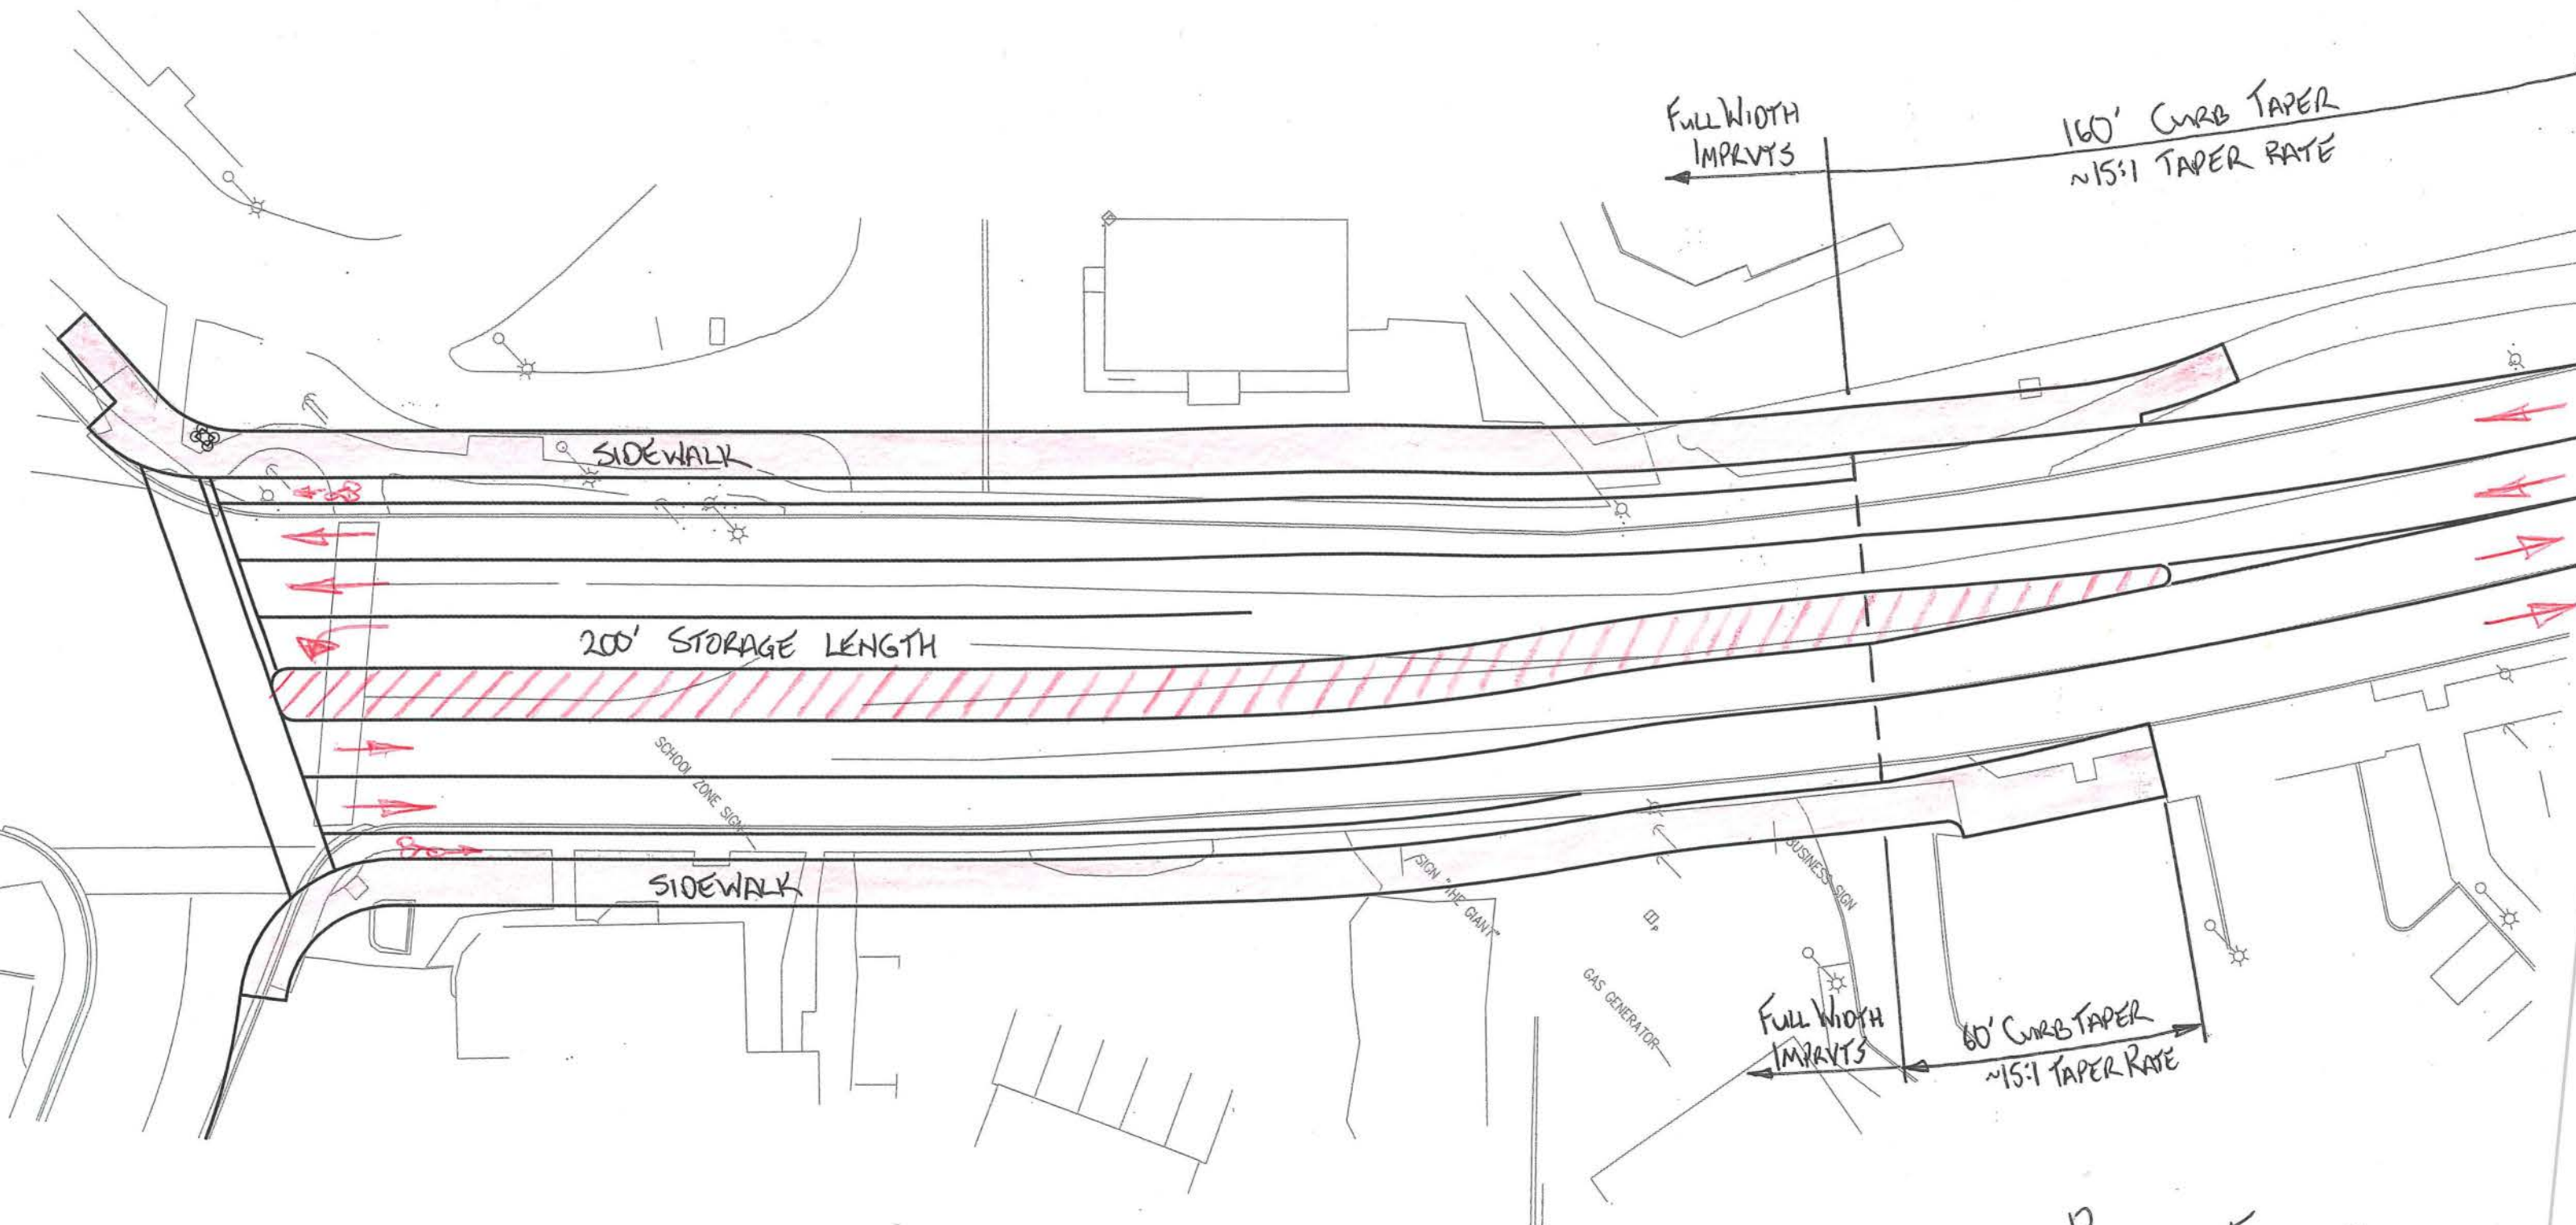 FULL WIDTH
IMPRVTS
160' CURB TAPER
~15:1 TAPER RATE
SIDEWALK
200' STORAGE LENGTH
SCHOOL ZONE SIGN
SIDEWALK
SIGN "THE GIANT"
BUSINESS SIGN
GAS GENERATOR
FULL WIDTH
IMPRVTS
60' CURB TAPER
~15:1 TAPER RATE